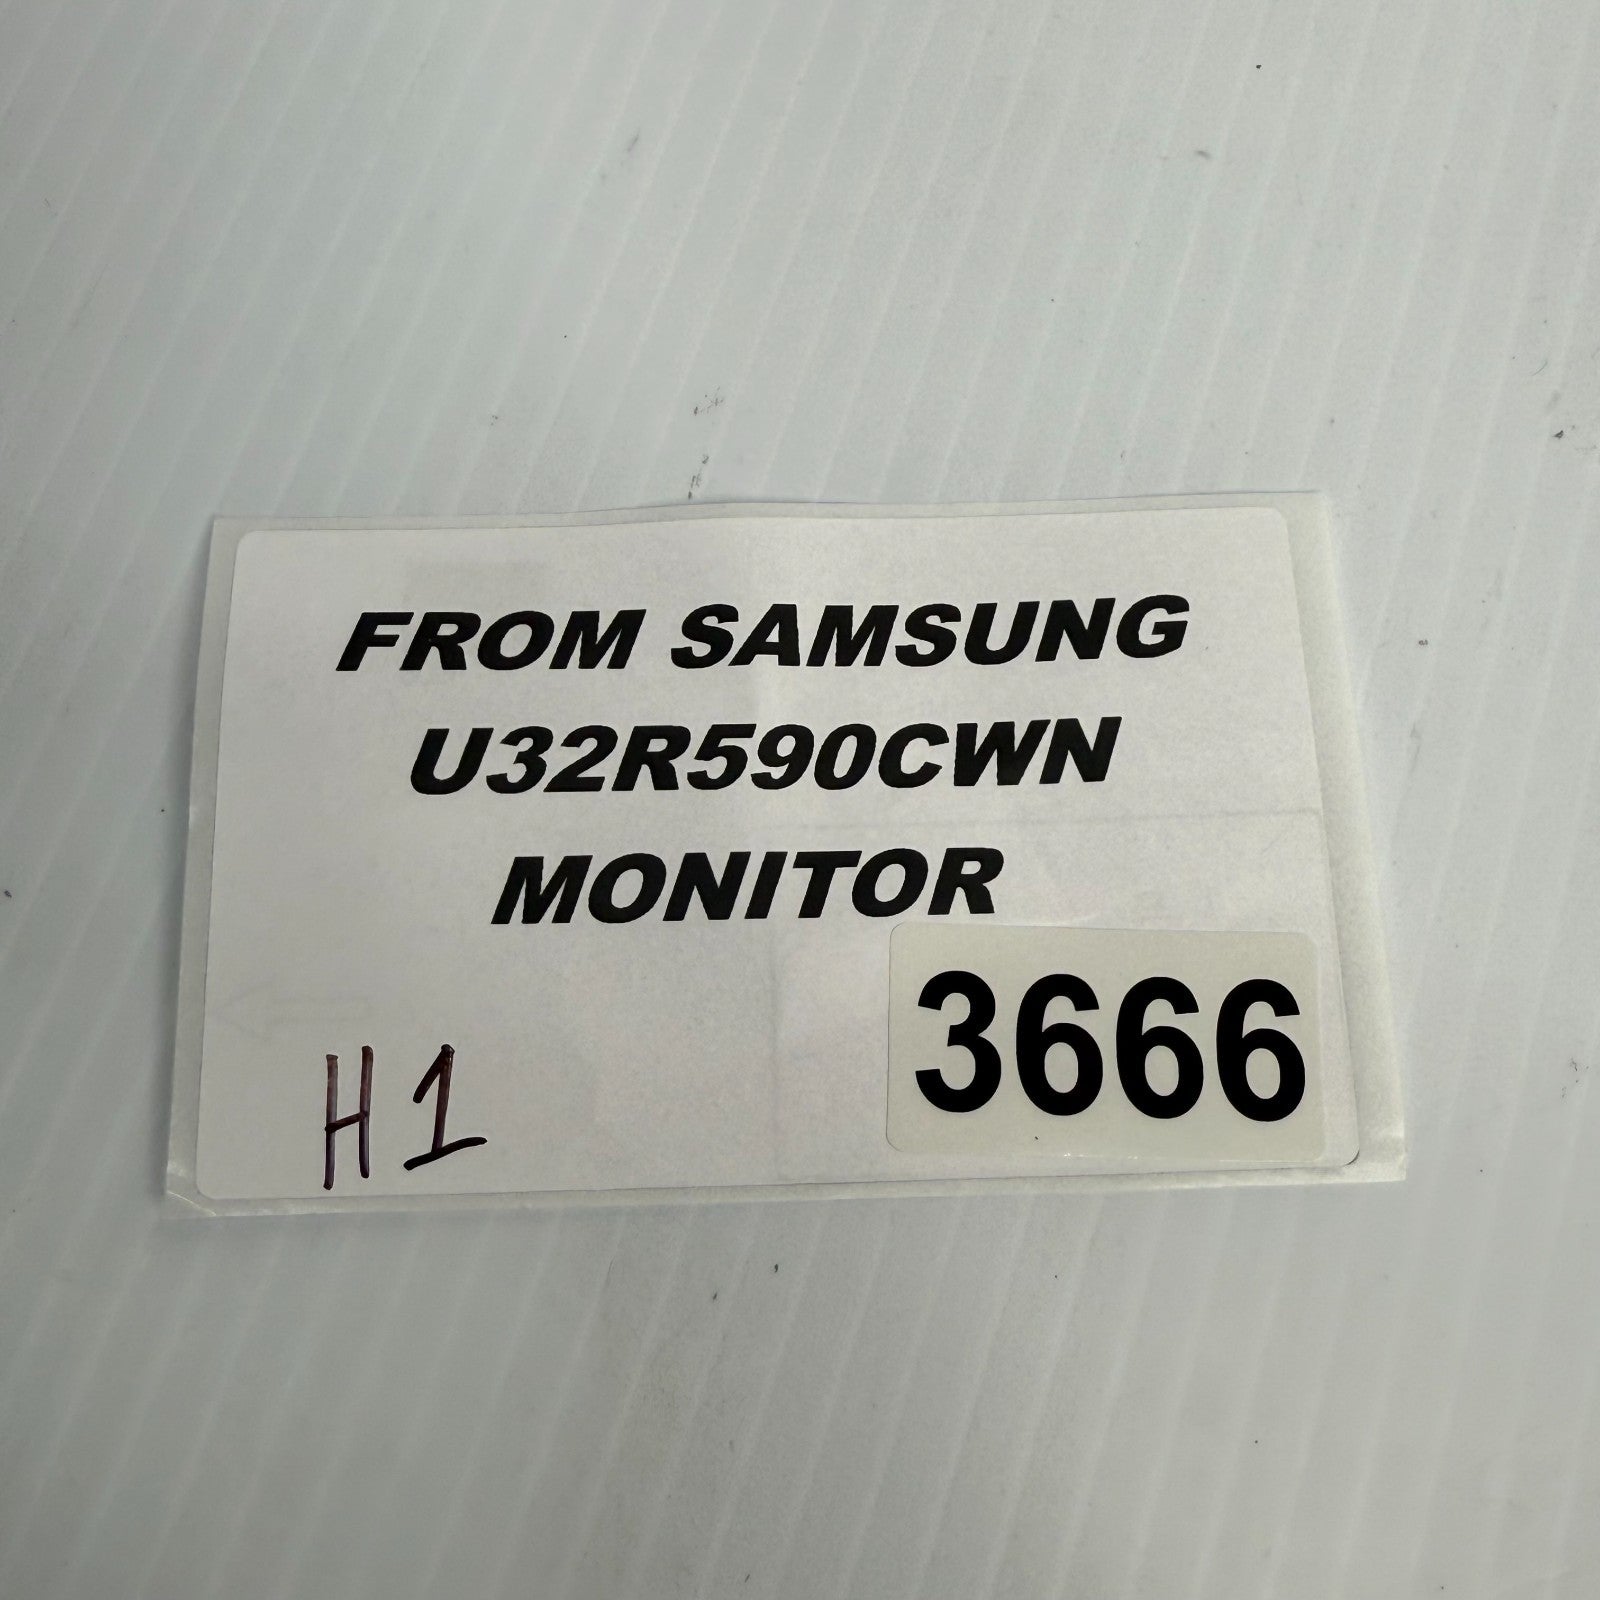 FROM SAMSUNG
U32R590CWN
MONITOR
3666
H1